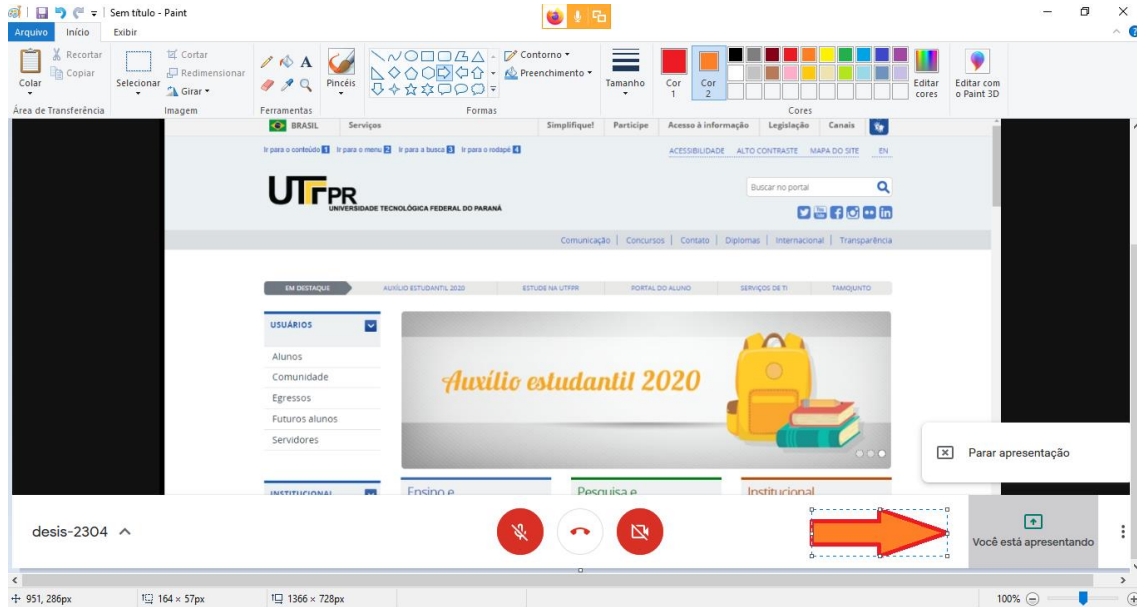 Sem título - Paint
Arquivo Início Exibir
Colar
Recortar
Copiar
Área de Transferência
Selecionar
Cortar
Redimensionar
Girar
Imagem
A
Ferramentas
Pincéis
Contorno
Preenchimento
Formas
Tamanho
Cor 1
Cor 2
Cores
Editar cores
Editar com o Paint 3D
BRASIL Serviços Simplifique! Participe Acesso à informação Legislação Canais
Ir para o conteúdo 1 Ir para o menu 2 Ir para a busca 3 Ir para o rodapé 4
ACESSIBILIDADE ALTO CONTRASTE MAPA DO SITE EN
UTFPR
UNIVERSIDADE TECNOLÓGICA FEDERAL DO PARANÁ
Buscar no portal
Comunicação | Concursos | Contato | Diplomas | Internacional | Transparência
EM DESTAQUE AUXÍLIO ESTUDANTIL 2020 ESTUDE NA UTFPR PORTAL DO ALUNO SERVIÇOS DE TI TAMOJUNTO
USUÁRIOS
Alunos
Comunidade
Egressos
Futuros alunos
Servidores
Auxílio estudantil 2020
INSTITUCIONAL
Ensino e
Pesquisa e
Institucional
Parar apresentação
desis-2304
Você está apresentando
951, 286px 164 × 57px 1366 × 728px 100%